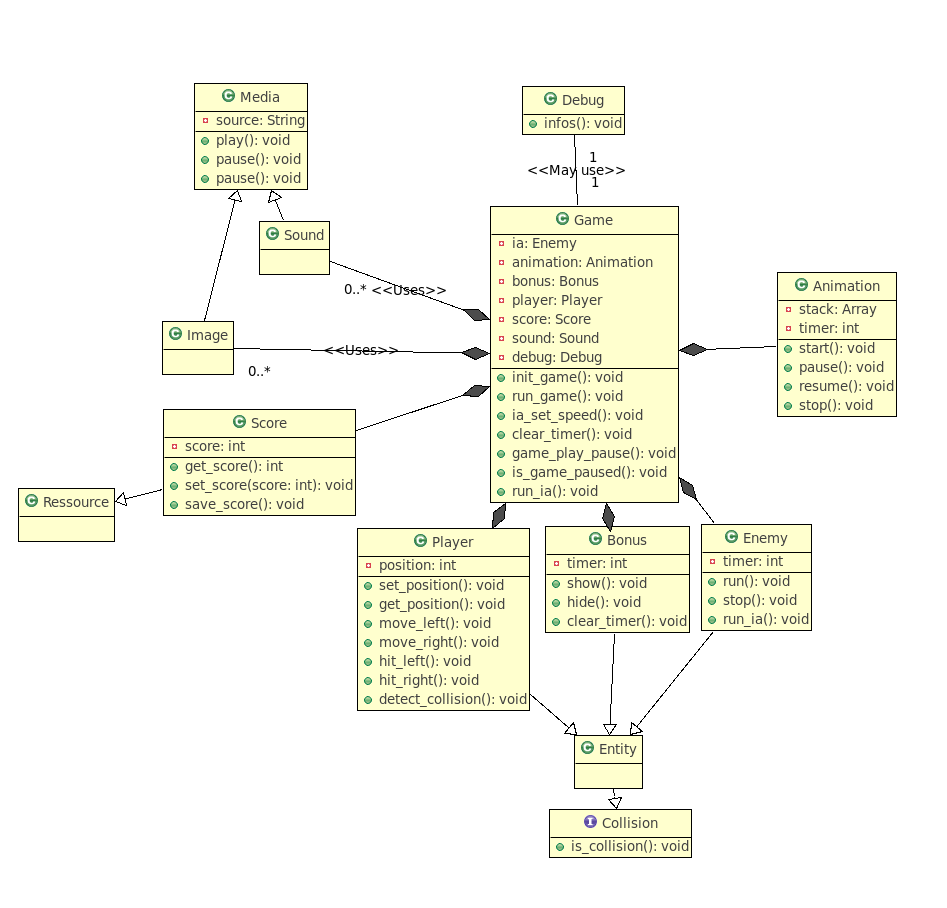 C Media
source: String
play(): void
pause(): void
pause(): void
C Debug
infos(): void
1
<<May use>>
1
C Sound
0..* <<Uses>>
C Game
ia: Enemy
animation: Animation
bonus: Bonus
player: Player
score: Score
sound: Sound
debug: Debug
init_game(): void
run_game(): void
ia_set_speed(): void
clear_timer(): void
game_play_pause(): void
is_game_paused(): void
run_ia(): void
C Animation
stack: Array
timer: int
start(): void
pause(): void
resume(): void
stop(): void
C Image
<<Uses>>
0..*
C Score
score: int
get_score(): int
set_score(score: int): void
save_score(): void
C Ressource
C Player
position: int
set_position(): void
get_position(): void
move_left(): void
move_right(): void
hit_left(): void
hit_right(): void
detect_collision(): void
C Bonus
timer: int
show(): void
hide(): void
clear_timer(): void
C Enemy
timer: int
run(): void
stop(): void
run_ia(): void
C Entity
I Collision
is_collision(): void